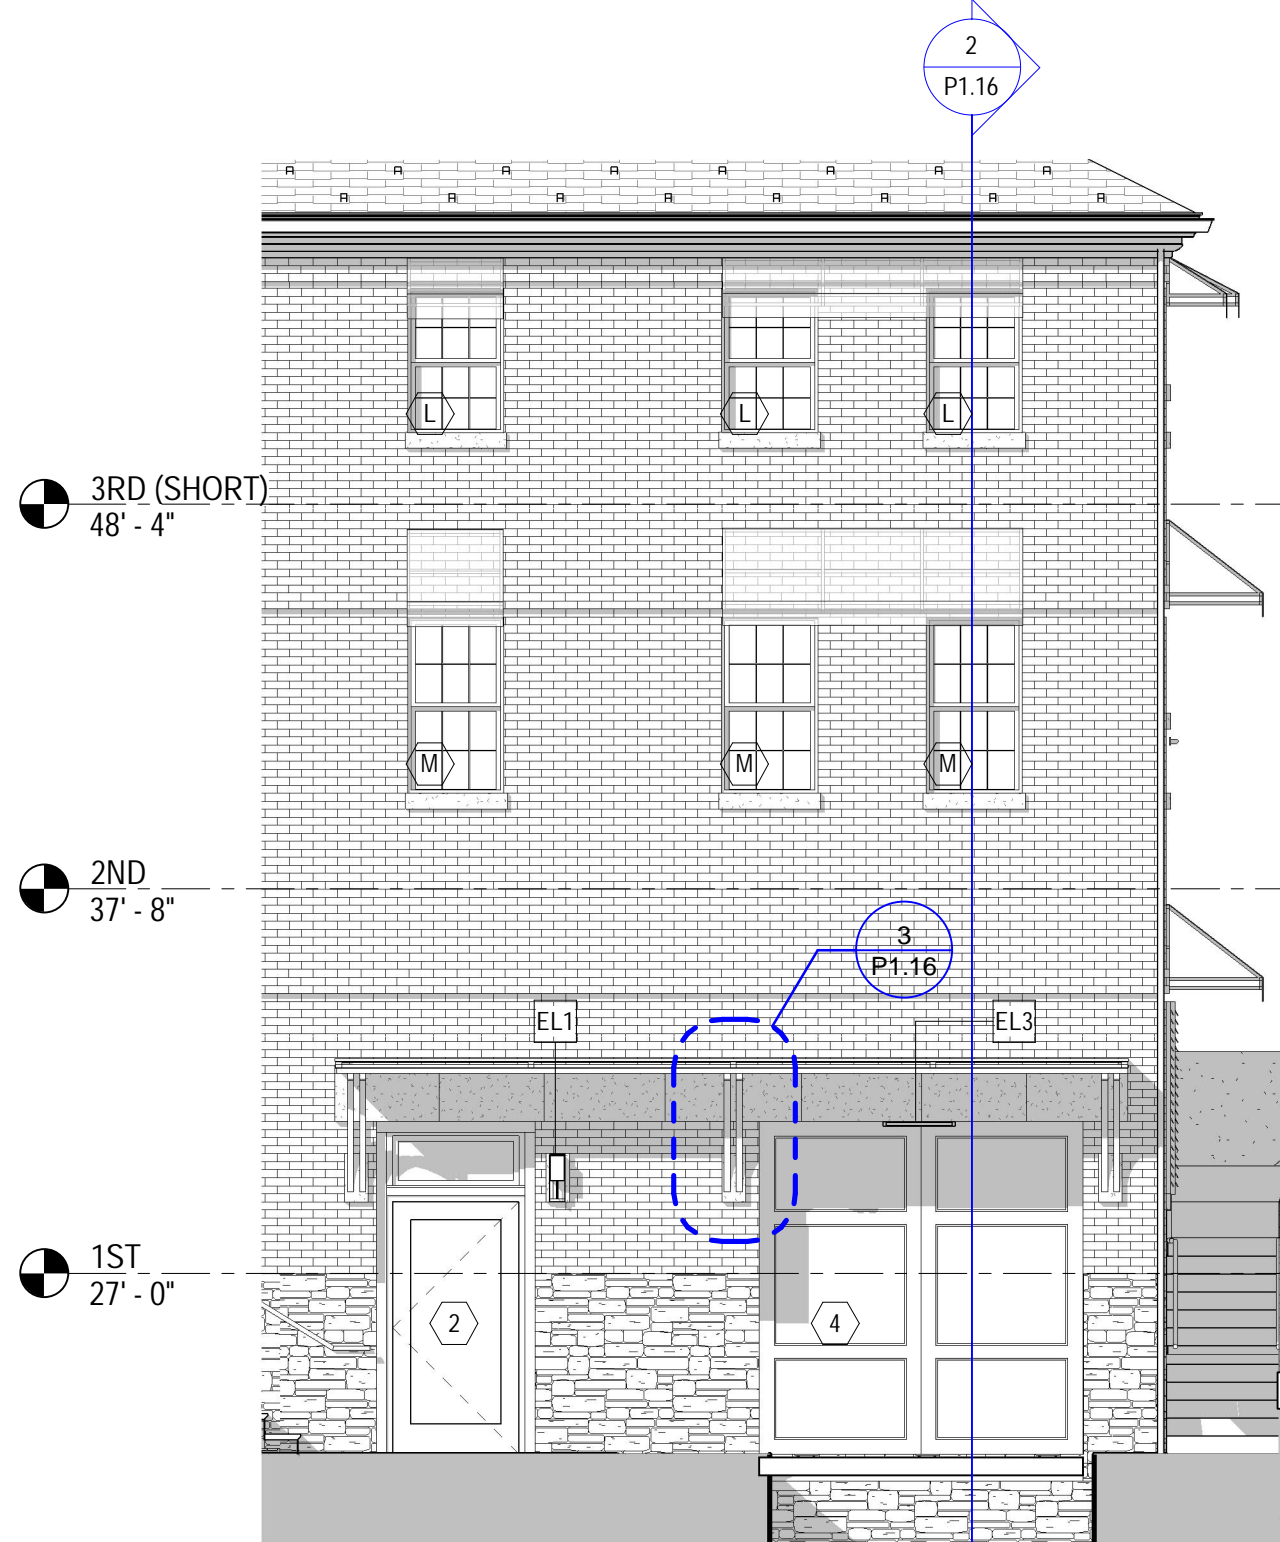 2
P1.16
L
L
L
3RD (SHORT)
48' - 4"
M
M
M
2ND
37' - 8"
3
P1.16
EL1
EL3
1ST
27' - 0"
2
4